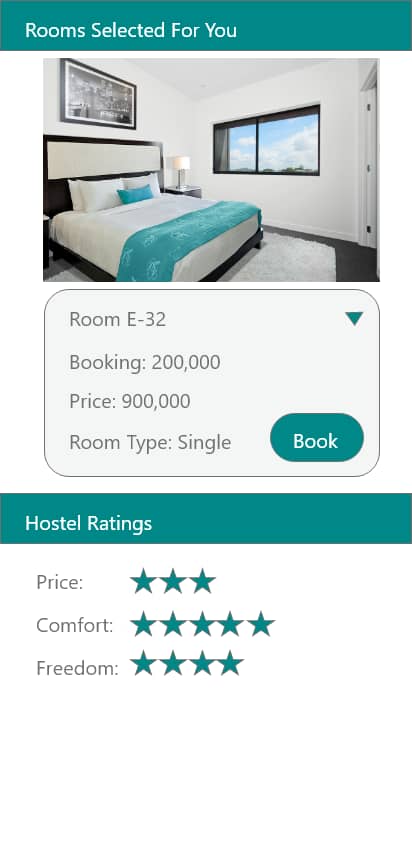 Rooms Selected For You
Room E-32
Booking: 200,000
Price: 900,000
Room Type: Single
Book
Hostel Ratings
Price:
Comfort:
Freedom: